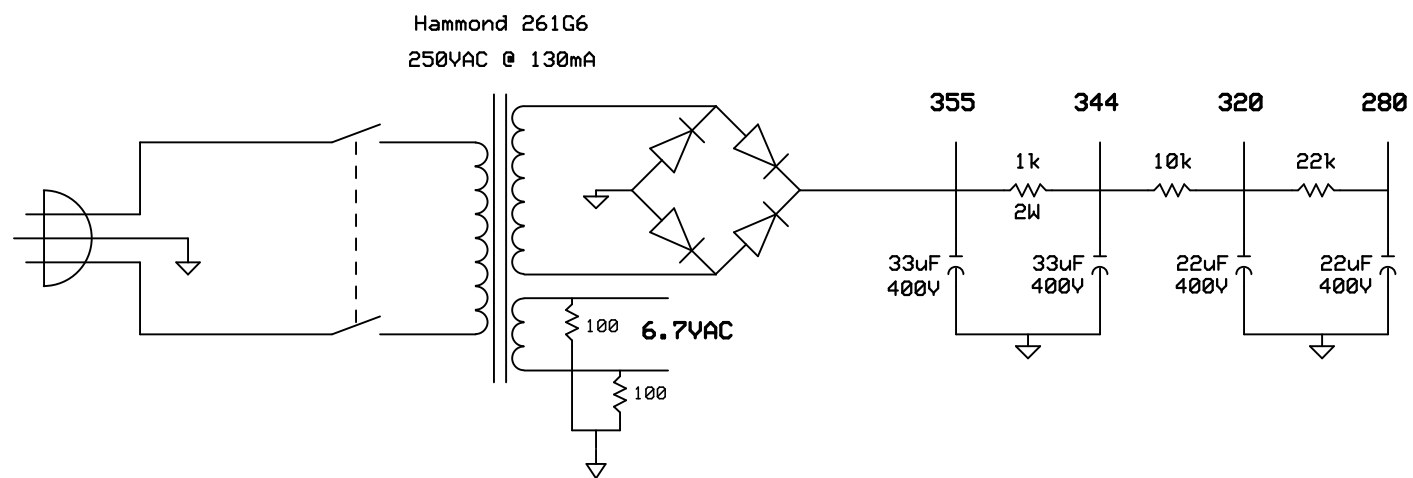 Hammond 261G6
250VAC @ 130mA
355
344
320
280
1k
2W
10k
22k
33uF
400V
33uF
400V
22uF
400V
22uF
400V
100
6.7VAC
100